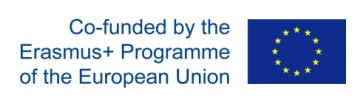 Co-funded by the
Erasmus+ Programme
of the European Union